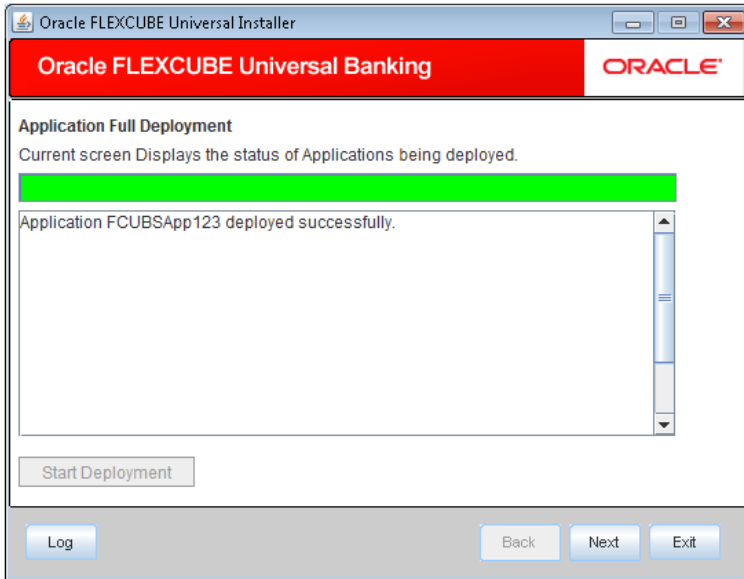 Oracle FLEXCUBE Universal Installer
Oracle FLEXCUBE Universal Banking
ORACLE®
Application Full Deployment
Current screen Displays the status of Applications being deployed.
Application FCUBSApp123 deployed successfully.
Start Deployment
Log
Back
Next
Exit